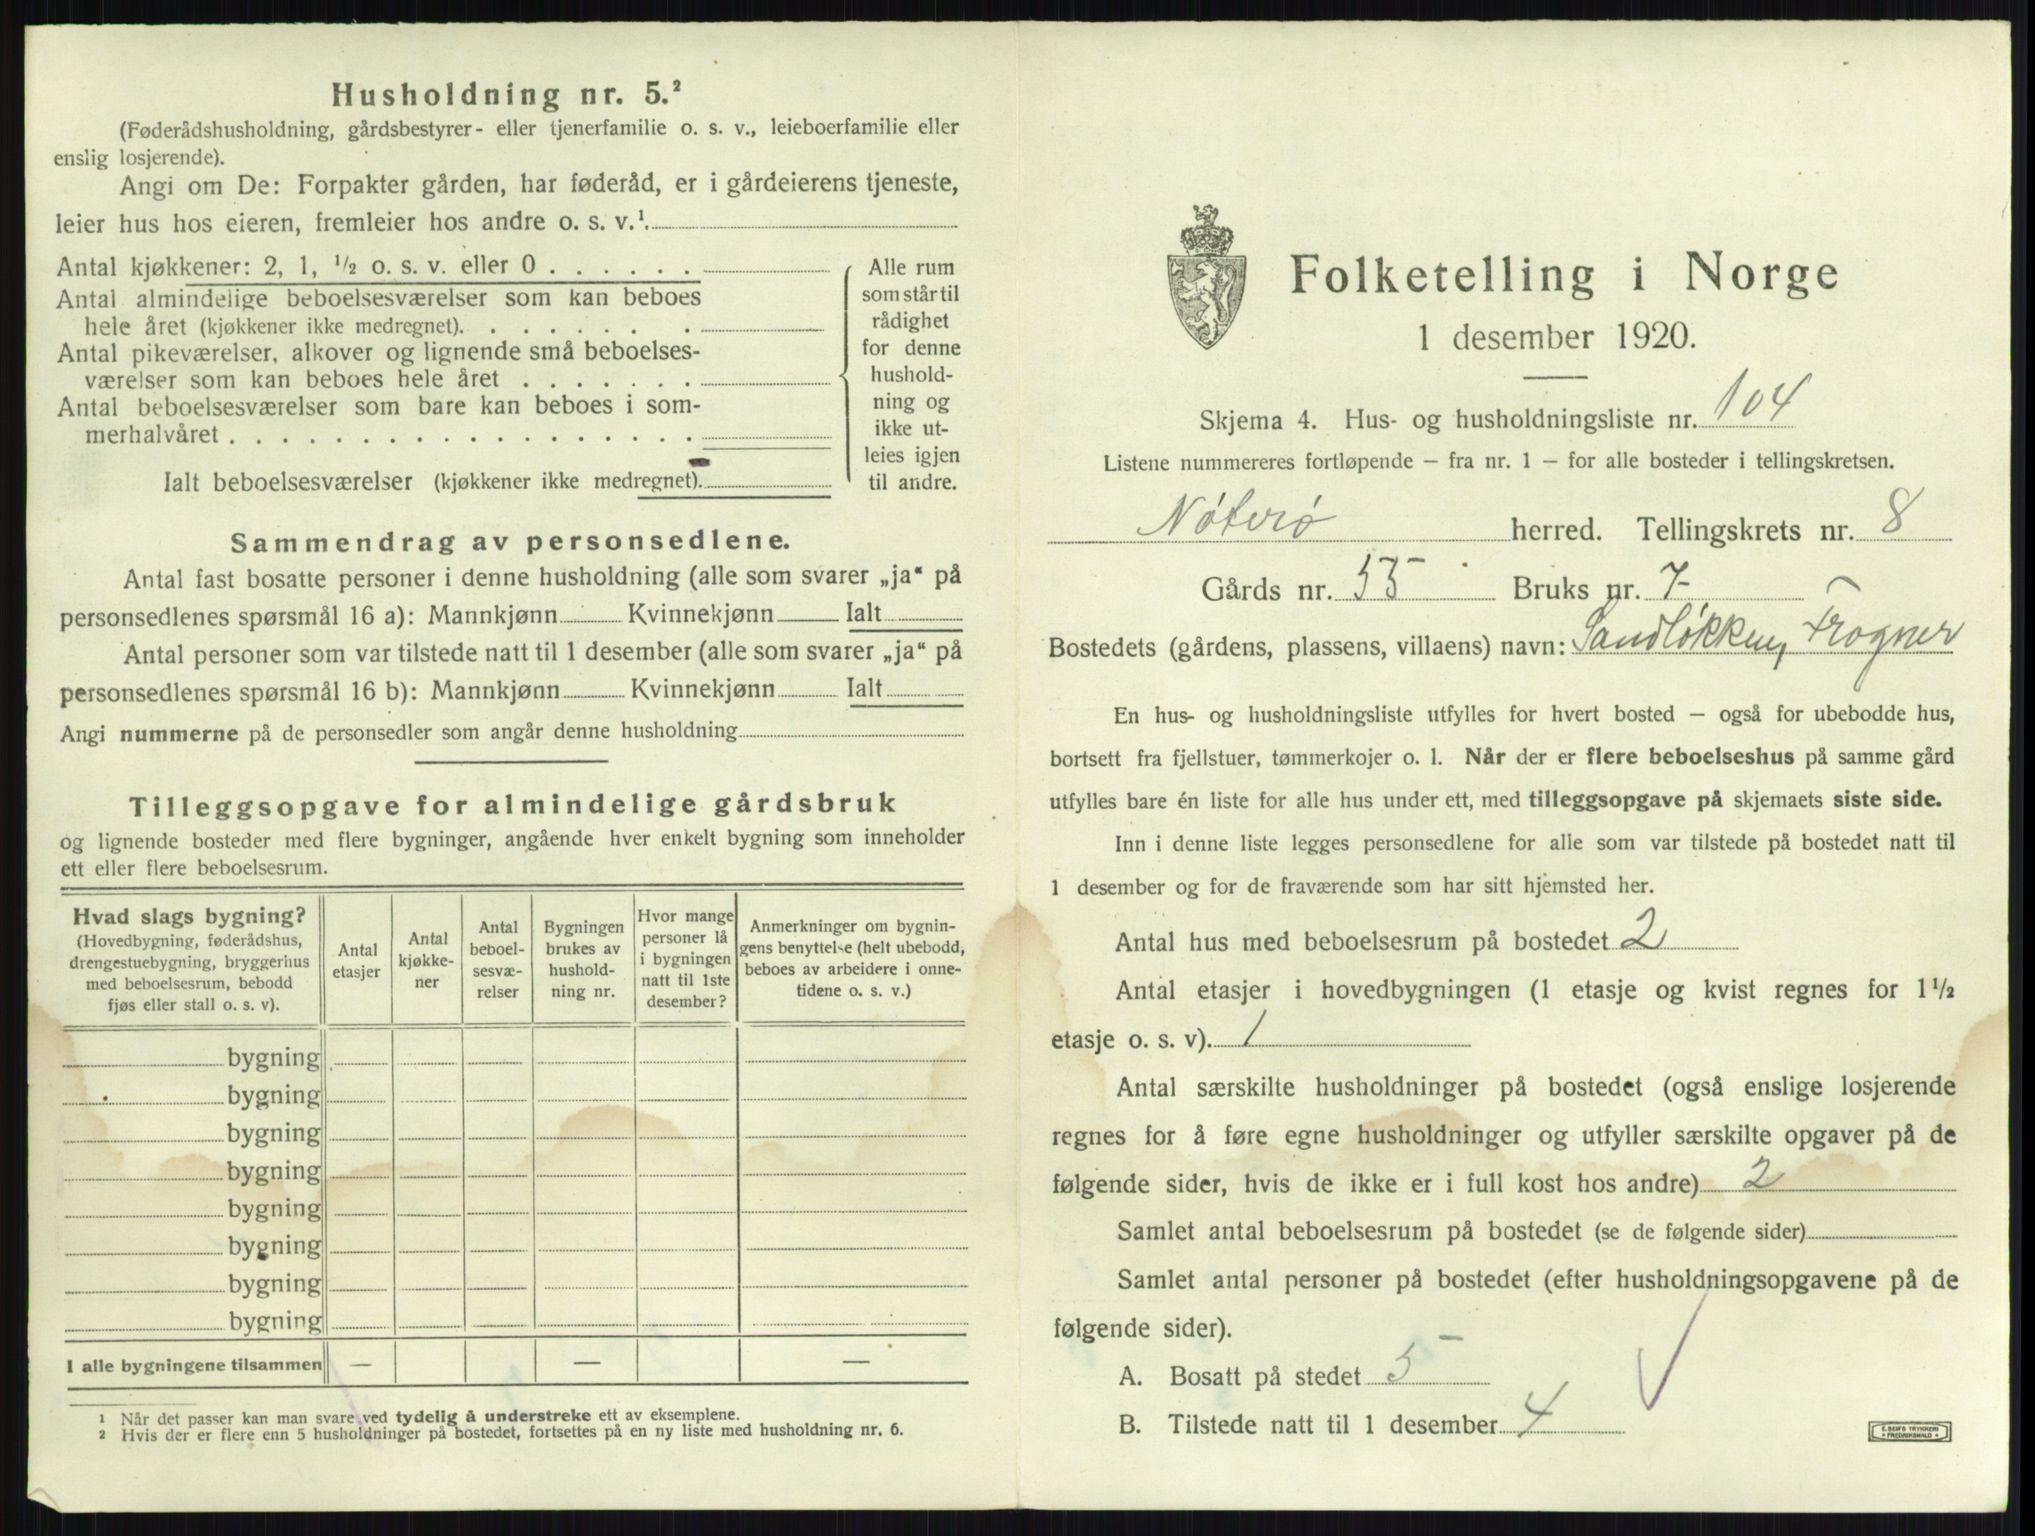 Husholdning nr. 5.²
(Føderådshusholdning, gårdsbestyrer- eller tjenerfamilie o. s. v., leieboerfamilie eller
enslig losjerende).
Angi om De: Forpakter gården, har føderåd, er i gårdeierens tjeneste,
leier hus hos eieren, fremleier hos andre o. s. v.¹
Antal kjøkkener: 2, 1, ½ o. s. v. eller 0 . . . . . .
Antal almindelige beboelsesværelser som kan beboes
hele året (kjøkkener ikke medregnet). . . . . . . .
Antal pikeværelser, alkover og lignende små beboelses-
værelser som kan beboes hele året . . . . . . .
Antal beboelsesværelser som bare kan beboes i som-
merhalvåret . . . . . . . . . . . . . . . . . .
Ialt beboelsesværelser (kjøkkener ikke medregnet).
Alle rum
som står til
rådighet
for denne
hushold-
ning og
ikke ut-
leies igjen
til andre.
Sammendrag av personsedlene.
Antal fast bosatte personer i denne husholdning (alle som svarer „ja“ på
personsedlenes spørsmål 16 a): Mannkjønn Kvinnekjønn Ialt
Antal personer som var tilstede natt til 1 desember (alle som svarer „ja“ på
personsedlenes spørsmål 16 b): Mannkjønn Kvinnekjønn Ialt
Angi nummerne på de personsedler som angår denne husholdning
Tilleggsopgave for almindelige gårdsbruk
og lignende bosteder med flere bygninger, angående hver enkelt bygning som inneholder
ett eller flere beboelsesrum.
Hvad slags bygning?
(Hovedbygning, føderådshus,
drengestuebygning, bryggerhus
med beboelsesrum, bebodd
fjøs eller stall o. s. v).
Antal
etasjer
Antal
kjøkke-
ner
Antal
beboel-
sesvæ-
relser
Bygningen
brukes av
hushold-
ning nr.
Hvor mange
personer lå
i bygningen
natt til 1ste
desember?
Anmerkninger om bygnin-
gens benyttelse (helt ubebodd,
beboes av arbeidere i onne-
tidene o. s. v.)
bygning
bygning
bygning
bygning
bygning
bygning
bygning
bygning
I alle bygningene tilsammen — — —
¹ Når det passer kan man svare ved tydelig å understreke ett av eksemplene.
² Hvis der er flere enn 5 husholdninger på bostedet, fortsettes på en ny liste med husholdning nr. 6.
Folketelling i Norge
1 desember 1920.
Skjema 4. Hus- og husholdningsliste nr. 104
Listene nummereres fortløpende — fra nr. 1 — for alle bosteder i tellingskretsen.
Nøterø herred. Tellingskrets nr. 8
Gårds nr. 55 Bruks nr. 7
Bostedets (gårdens, plassens, villaens) navn: Sandløkken, Frogner
En hus- og husholdningsliste utfylles for hvert bosted — også for ubebodde hus,
bortsett fra fjellstuer, tømmerkojer o. l. Når der er flere beboelseshus på samme gård
utfylles bare én liste for alle hus under ett, med tilleggsopgave på skjemaets siste side.
Inn i denne liste legges personsedlene for alle som var tilstede på bostedet natt til
1 desember og for de fraværende som har sitt hjemsted her.
Antal hus med beboelsesrum på bostedet 2
Antal etasjer i hovedbygningen (1 etasje og kvist regnes for 1½
etasje o. s. v). 1
Antal særskilte husholdninger på bostedet (også enslige losjerende
regnes for å føre egne husholdninger og utfyller særskilte opgaver på de
følgende sider, hvis de ikke er i full kost hos andre) 2
Samlet antal beboelsesrum på bostedet (se de følgende sider)
Samlet antal personer på bostedet (efter husholdningsopgavene på de
følgende sider).
A. Bosatt på stedet 5
B. Tilstede natt til 1 desember 4
E. SEM'S TRYKKERI
FREDRIKSHALD